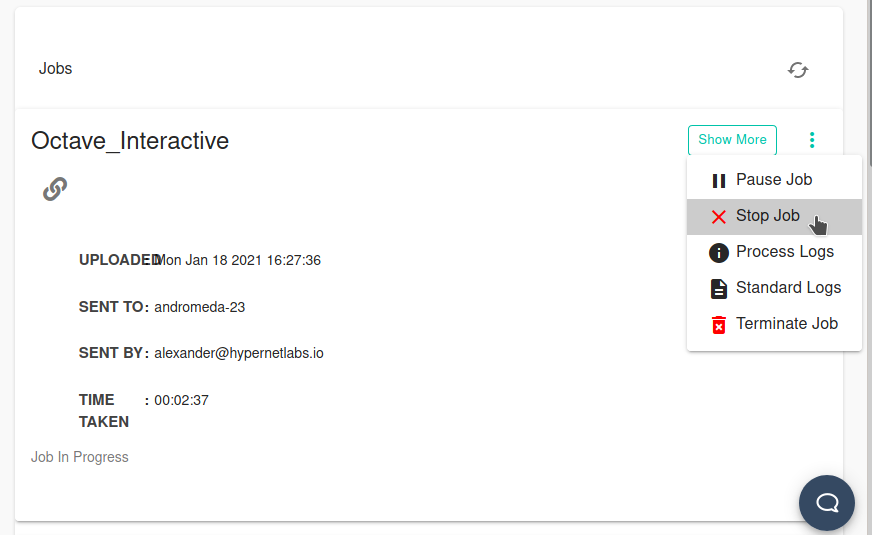 Jobs
Octave_Interactive
Show More
Pause Job
Stop Job
Process Logs
Standard Logs
Terminate Job
UPLOADED: Mon Jan 18 2021 16:27:36
SENT TO : andromeda-23
SENT BY : alexander@hypernetlabs.io
TIME : 00:02:37
TAKEN
Job In Progress